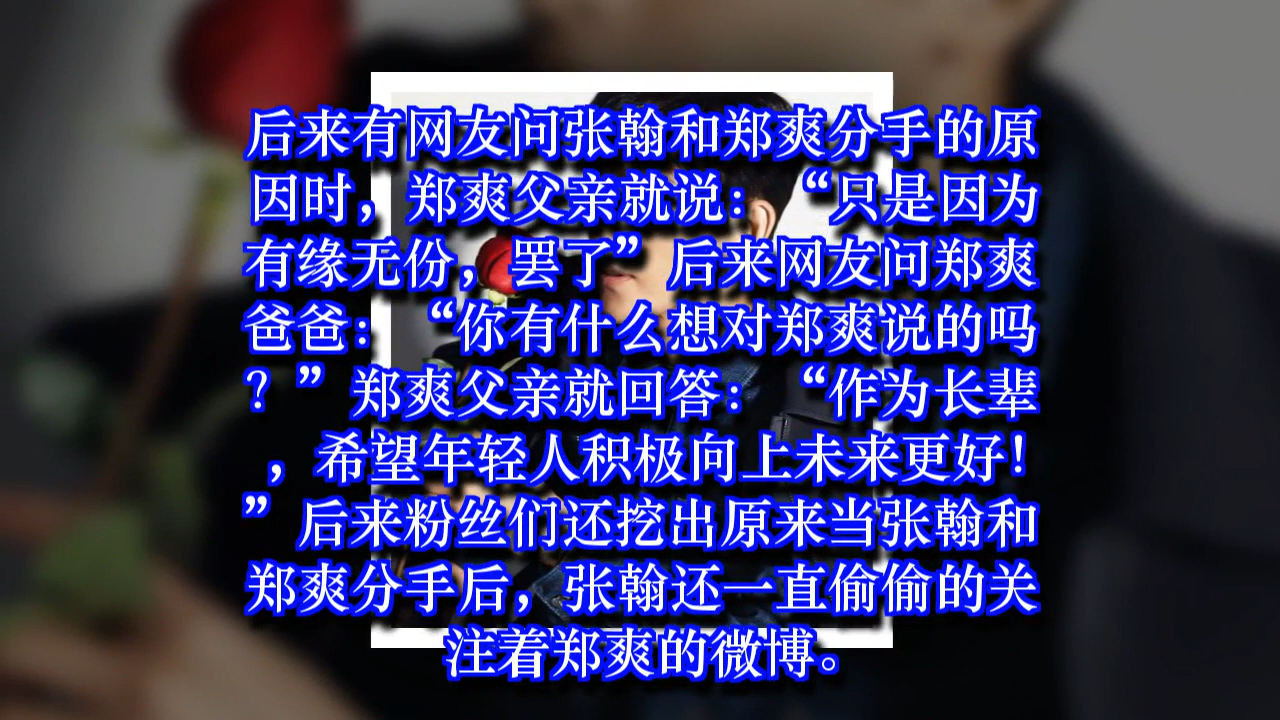 后来有网友问张翰和郑爽分手的原
因时，郑爽父亲就说：“只是因为
有缘无份，罢了”后来网友问郑爽
爸爸：“你有什么想对郑爽说的吗
？”郑爽父亲就回答：“作为长辈
，希望年轻人积极向上未来更好！
”后来粉丝们还挖出原来当张翰和
郑爽分手后，张翰还一直偷偷的关
注着郑爽的微博。